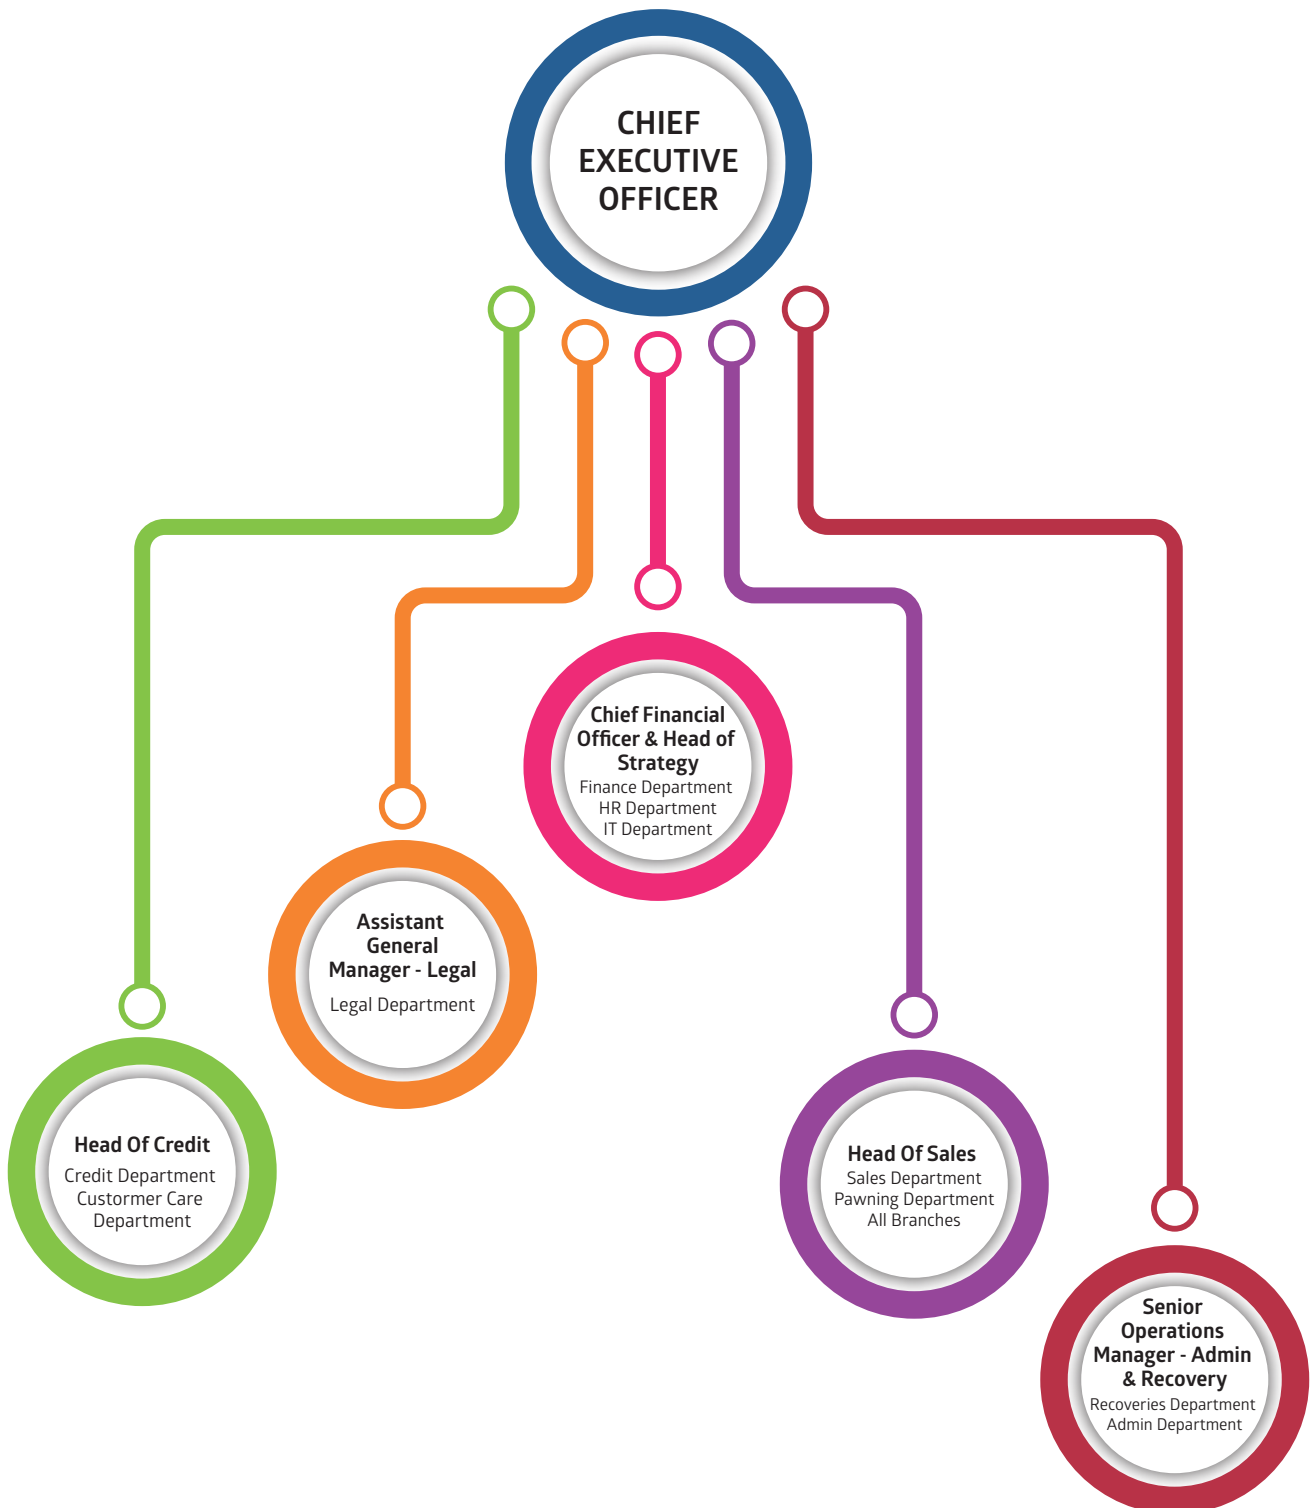 CHIEF
EXECUTIVE
OFFICER
Chief Financial
Officer & Head of
Strategy
Finance Department
HR Department
IT Department
Assistant
General
Manager - Legal
Legal Department
Head Of Credit
Credit Department
Custormer Care
Department
Head Of Sales
Sales Department
Pawning Department
All Branches
Senior
Operations
Manager - Admin
& Recovery
Recoveries Department
Admin Department